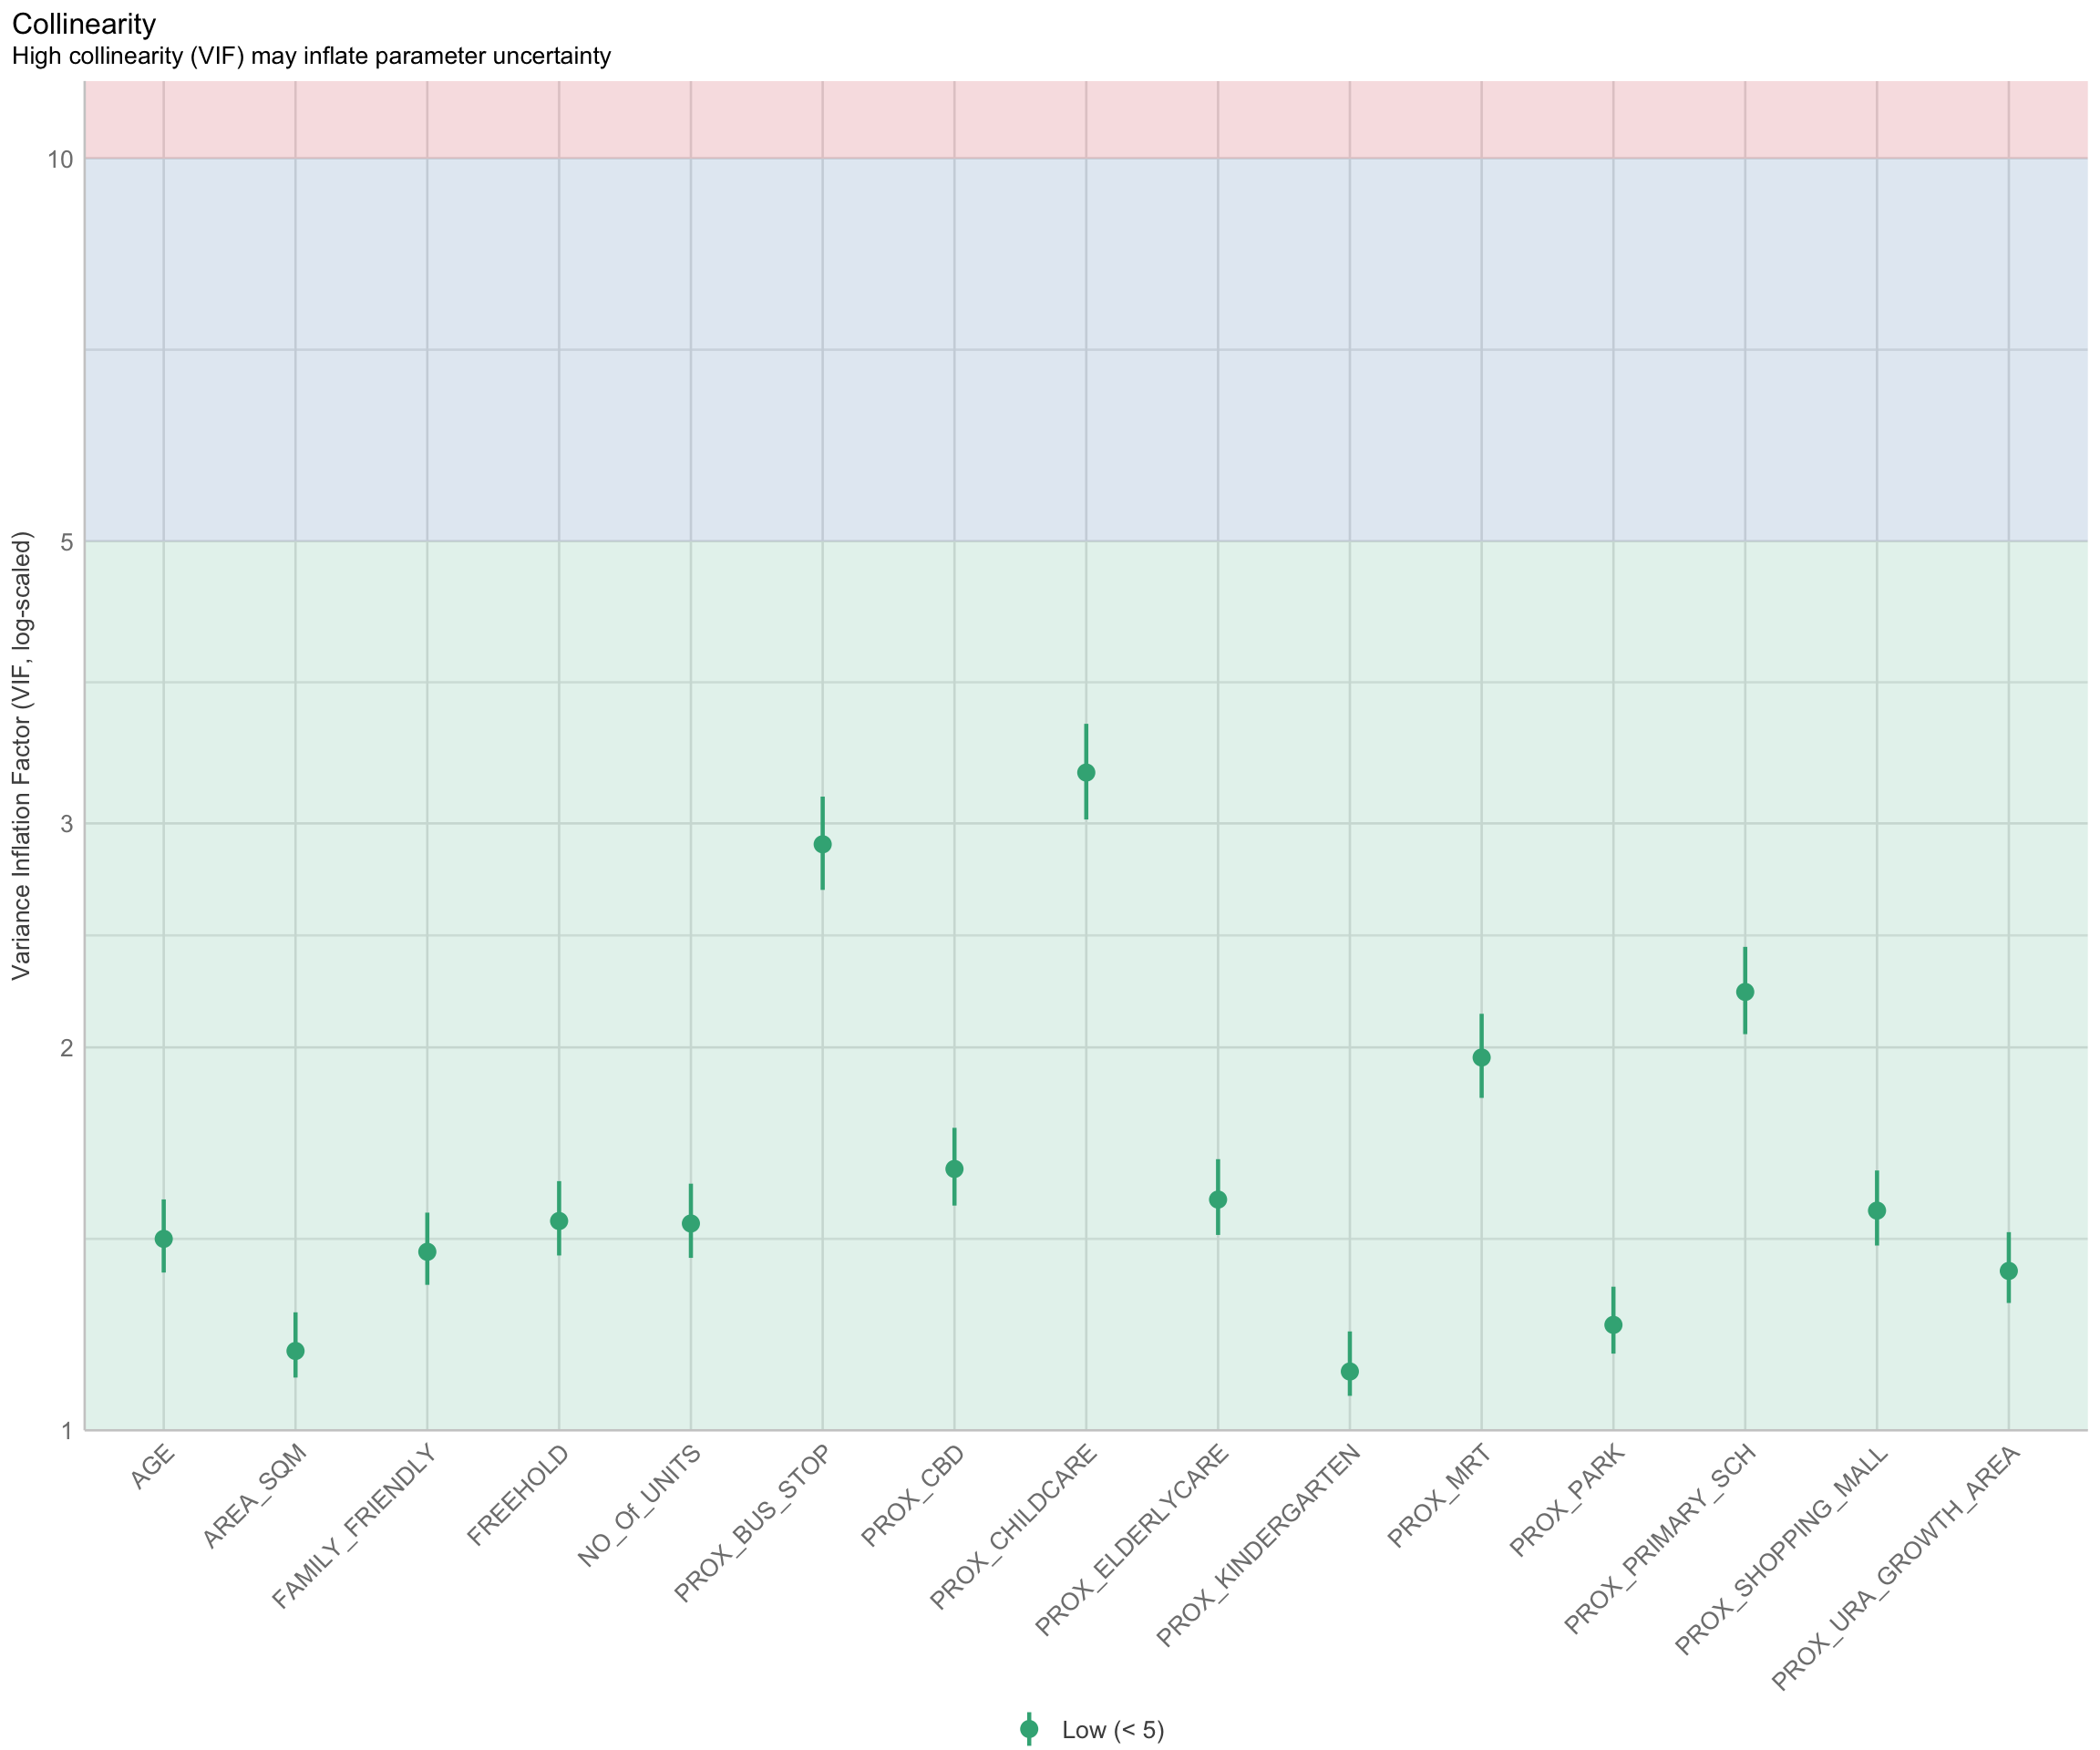 Collinearity
High collinearity (VIF) may inflate parameter uncertainty
Variance Inflation Factor (VIF, log-scaled)
10
5
3
2
1
AGE
AREA_SQM
FAMILY_FRIENDLY
FREEHOLD
NO_Of_UNITS
PROX_BUS_STOP
PROX_CBD
PROX_CHILDCARE
PROX_ELDERLYCARE
PROX_KINDERGARTEN
PROX_MRT
PROX_PARK
PROX_PRIMARY_SCH
PROX_SHOPPING_MALL
PROX_URA_GROWTH_AREA
Low (< 5)